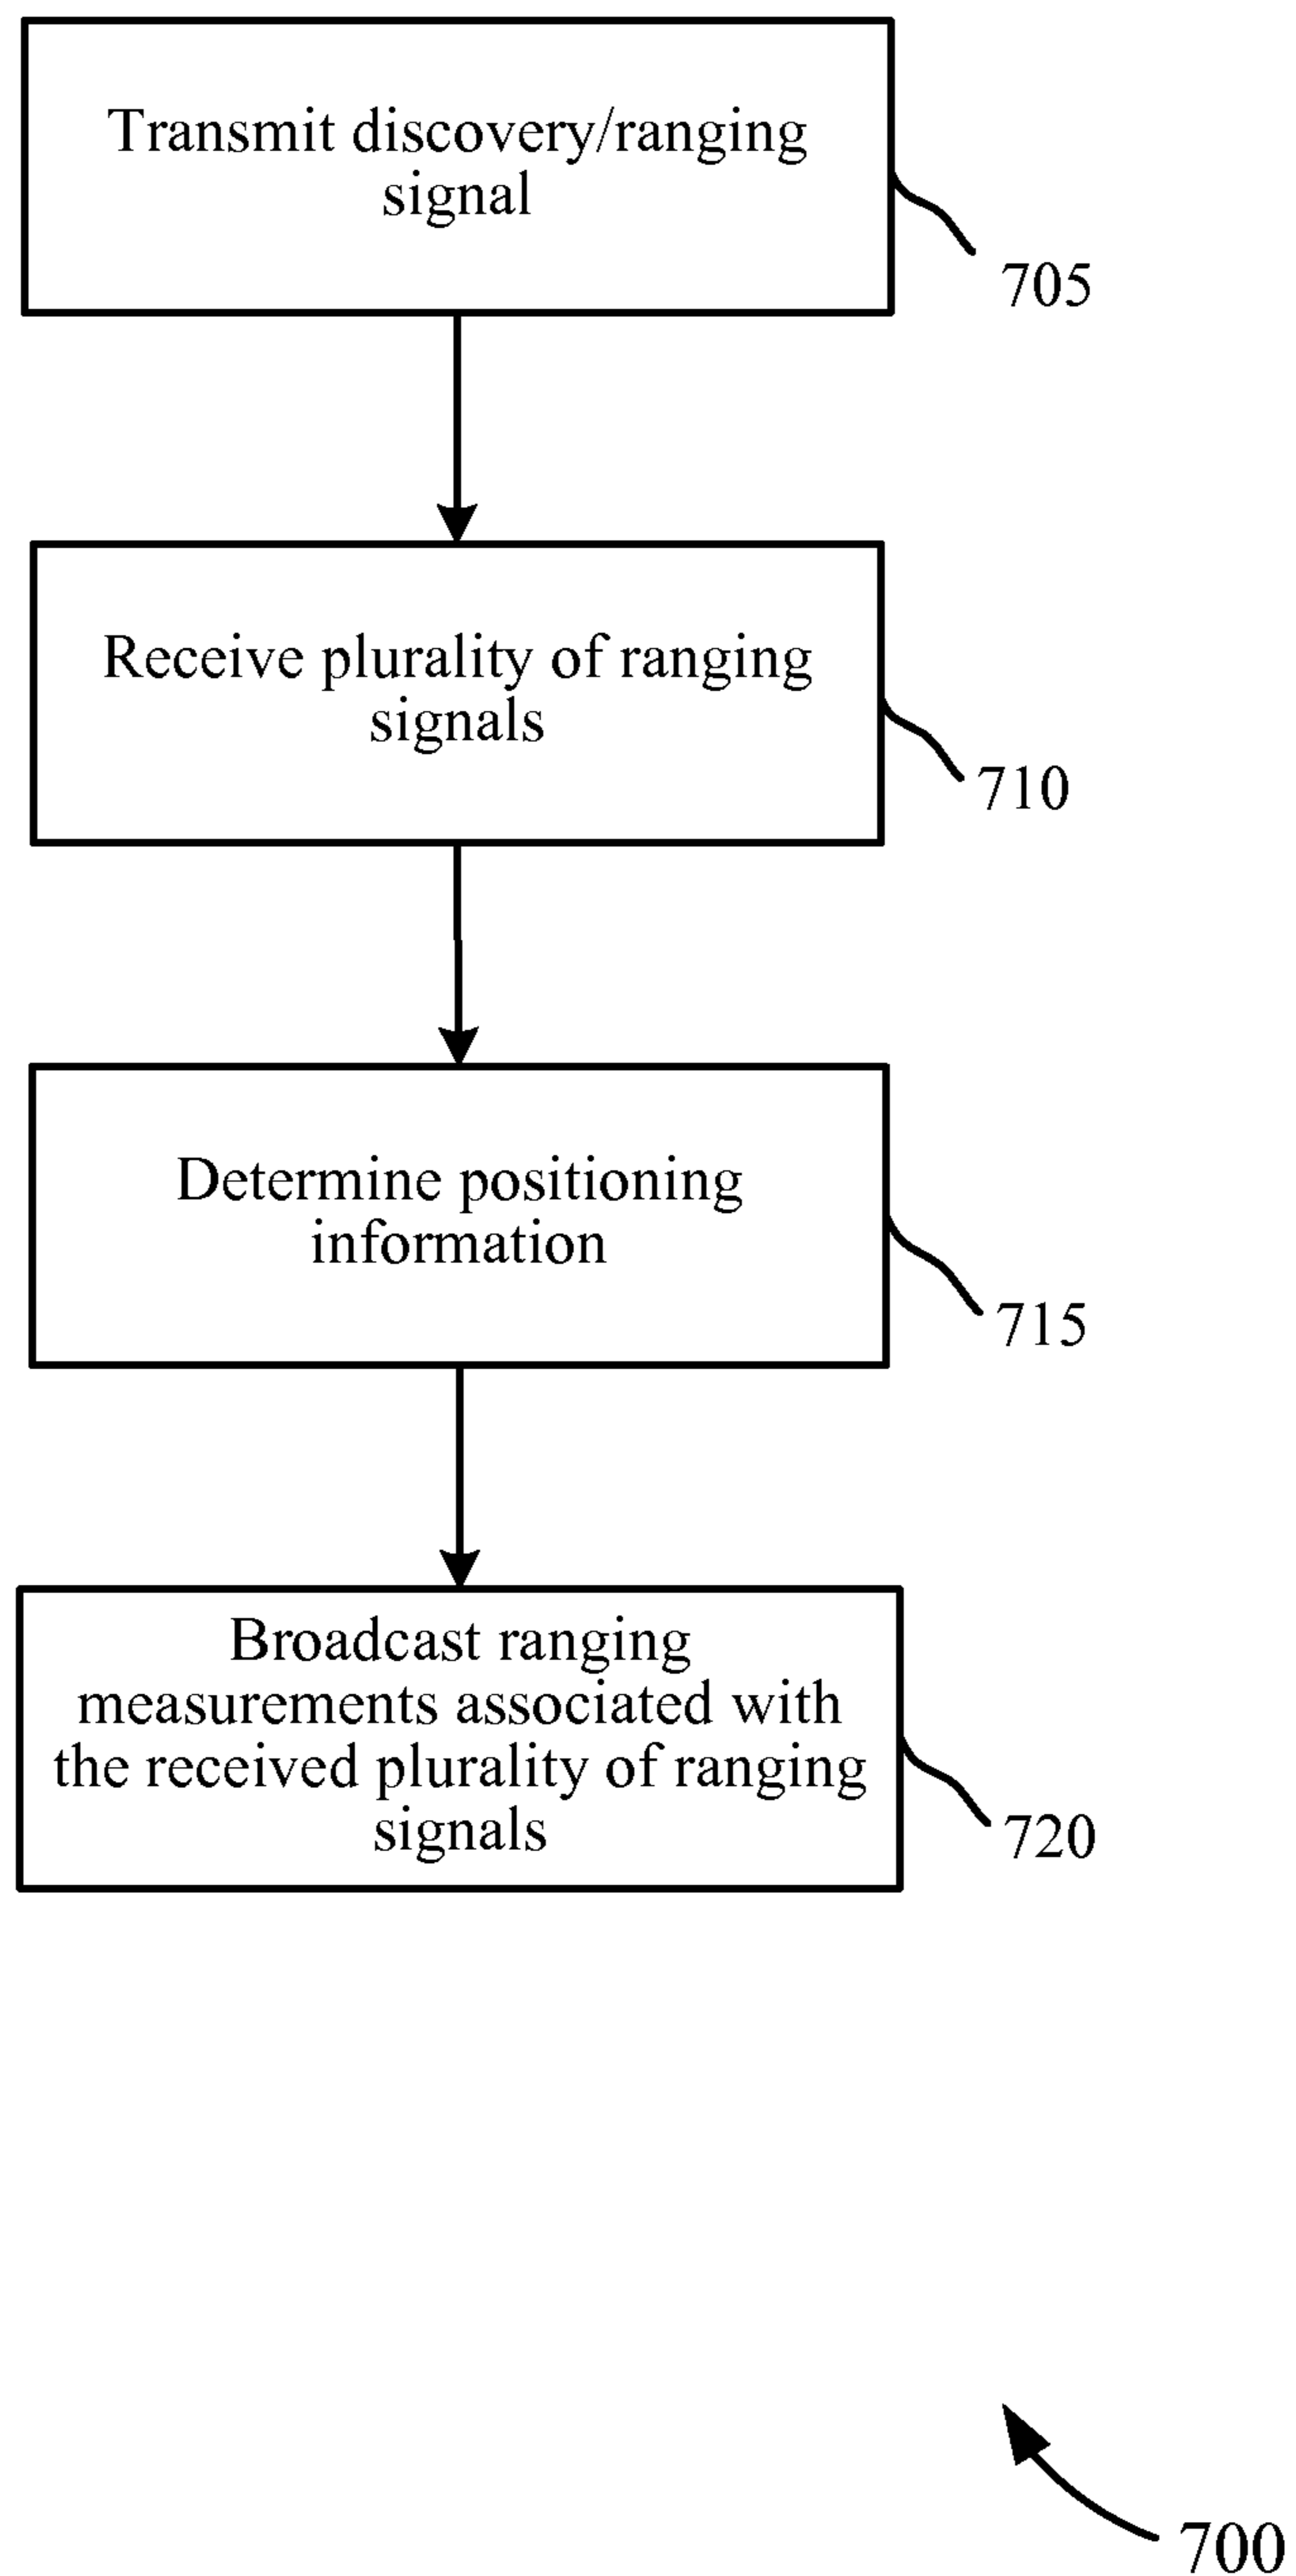 Transmit discovery/ranging
signal
705
Receive plurality of ranging
signals
710
Determine positioning
information
715
Broadcast ranging
measurements associated with
the received plurality of ranging
signals
720
700